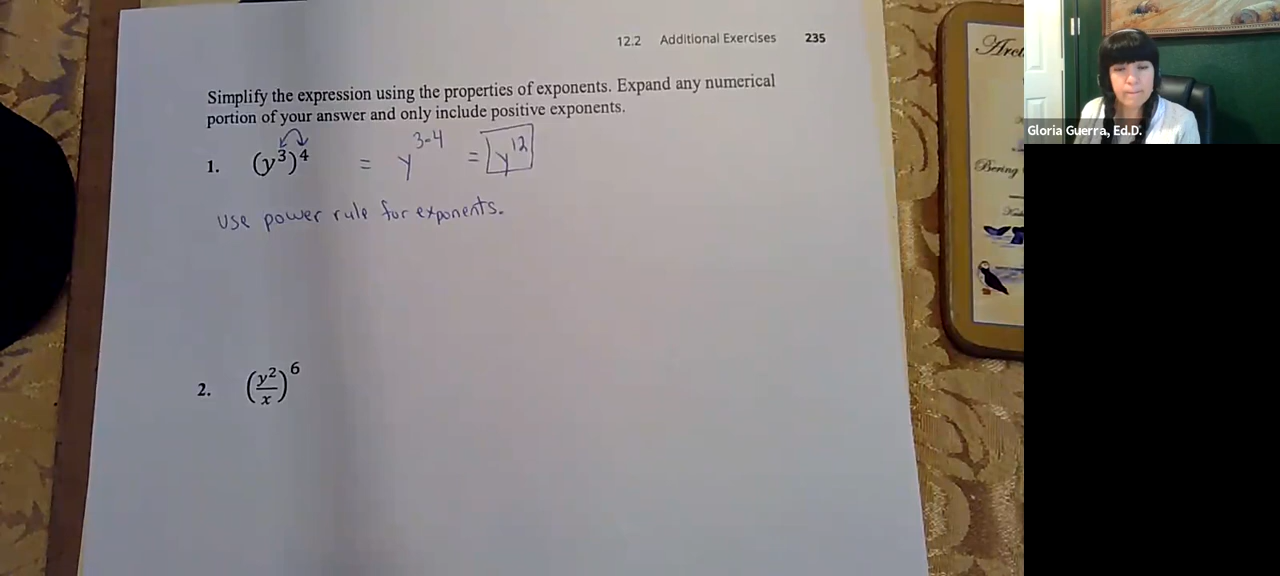 12.2 Additional Exercises 235
Simplify the expression using the properties of exponents. Expand any numerical
portion of your answer and only include positive exponents.
1. (y³)⁴ = y³·⁴ = y¹²
Use power rule for exponents.
2. (y²/x)⁶
Gloria Guerra, Ed.D.
Bering